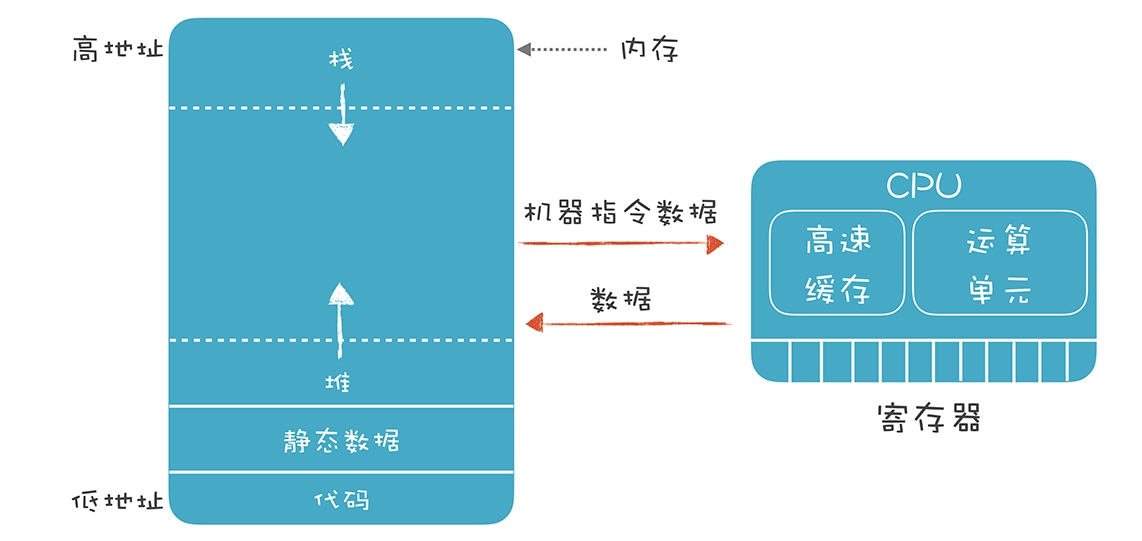 高地址
栈
内存
机器指令数据
数据
堆
静态数据
低地址
代码
CPU
高速
缓存
运算
单元
寄存器